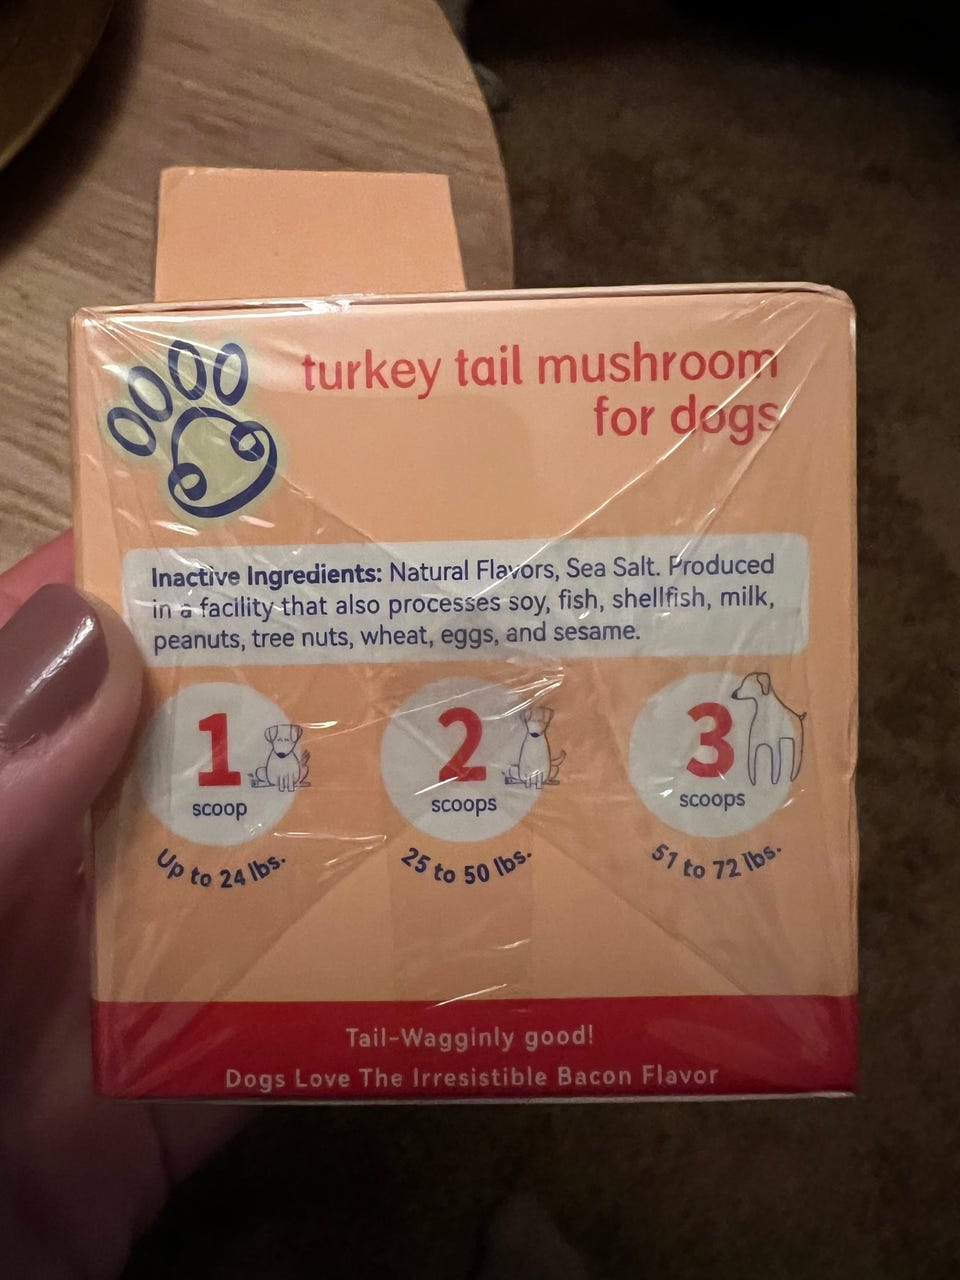 turkey tail mushroom
for dogs
Inactive Ingredients: Natural Flavors, Sea Salt. Produced
in a facility that also processes soy, fish, shellfish, milk,
peanuts, tree nuts, wheat, eggs, and sesame.
1
scoop
Up to 24 lbs.
2
scoops
25 to 50 lbs.
3
scoops
51 to 72 lbs.
Tail-Wagginly good!
Dogs Love The Irresistible Bacon Flavor